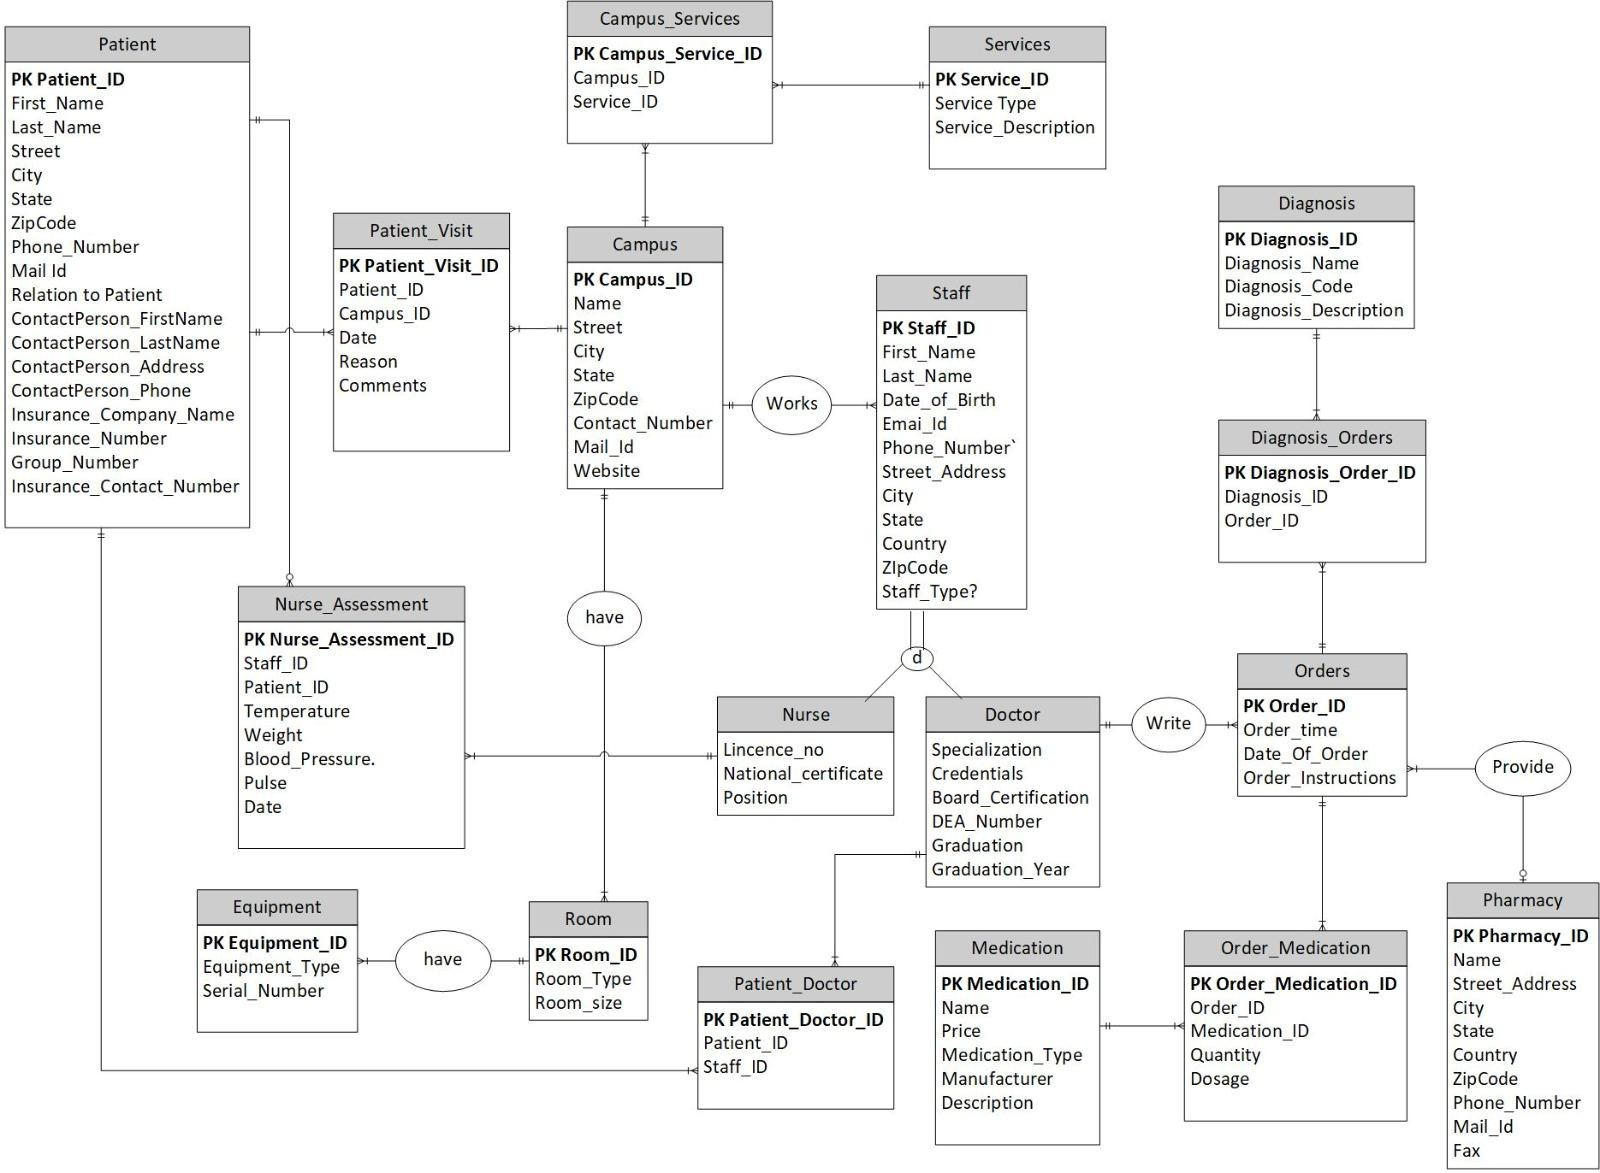 Patient
PK Patient_ID
First_Name
Last_Name
Street
City
State
ZipCode
Phone_Number
Mail Id
Relation to Patient
ContactPerson_FirstName
ContactPerson_LastName
ContactPerson_Address
ContactPerson_Phone
Insurance_Company_Name
Insurance_Number
Group_Number
Insurance_Contact_Number
Campus_Services
PK Campus_Service_ID
Campus_ID
Service_ID
Services
PK Service_ID
Service Type
Service_Description
Patient_Visit
PK Patient_Visit_ID
Patient_ID
Campus_ID
Date
Reason
Comments
Campus
PK Campus_ID
Name
Street
City
State
ZipCode
Contact_Number
Mail_Id
Website
Works
Staff
PK Staff_ID
First_Name
Last_Name
Date_of_Birth
Emai_Id
Phone_Number`
Street_Address
City
State
Country
ZIpCode
Staff_Type?
d
Diagnosis
PK Diagnosis_ID
Diagnosis_Name
Diagnosis_Code
Diagnosis_Description
Diagnosis_Orders
PK Diagnosis_Order_ID
Diagnosis_ID
Order_ID
Nurse_Assessment
PK Nurse_Assessment_ID
Staff_ID
Patient_ID
Temperature
Weight
Blood_Pressure.
Pulse
Date
have
Nurse
Lincence_no
National_certificate
Position
Doctor
Specialization
Credentials
Board_Certification
DEA_Number
Graduation
Graduation_Year
Write
Orders
PK Order_ID
Order_time
Date_Of_Order
Order_Instructions
Provide
Equipment
PK Equipment_ID
Equipment_Type
Serial_Number
have
Room
PK Room_ID
Room_Type
Room_size
Patient_Doctor
PK Patient_Doctor_ID
Patient_ID
Staff_ID
Medication
PK Medication_ID
Name
Price
Medication_Type
Manufacturer
Description
Order_Medication
PK Order_Medication_ID
Order_ID
Medication_ID
Quantity
Dosage
Pharmacy
PK Pharmacy_ID
Name
Street_Address
City
State
Country
ZipCode
Phone_Number
Mail_Id
Fax